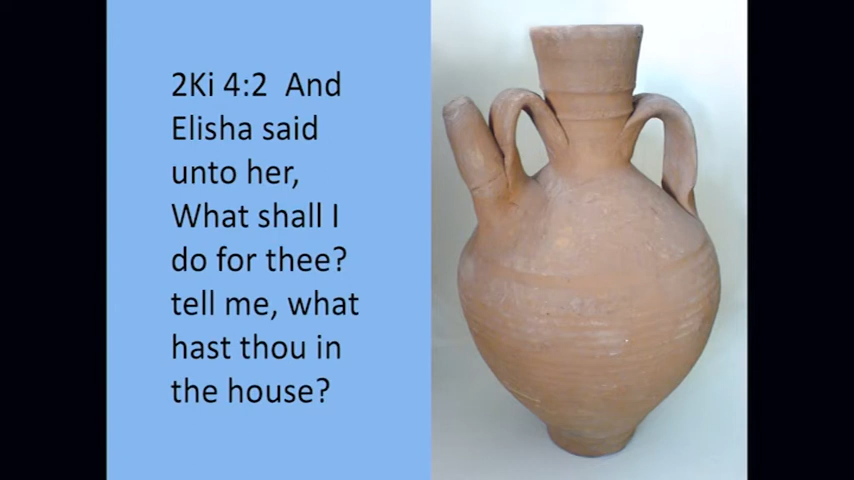 2Ki 4:2  And
Elisha said
unto her,
What shall I
do for thee?
tell me, what
hast thou in
the house?